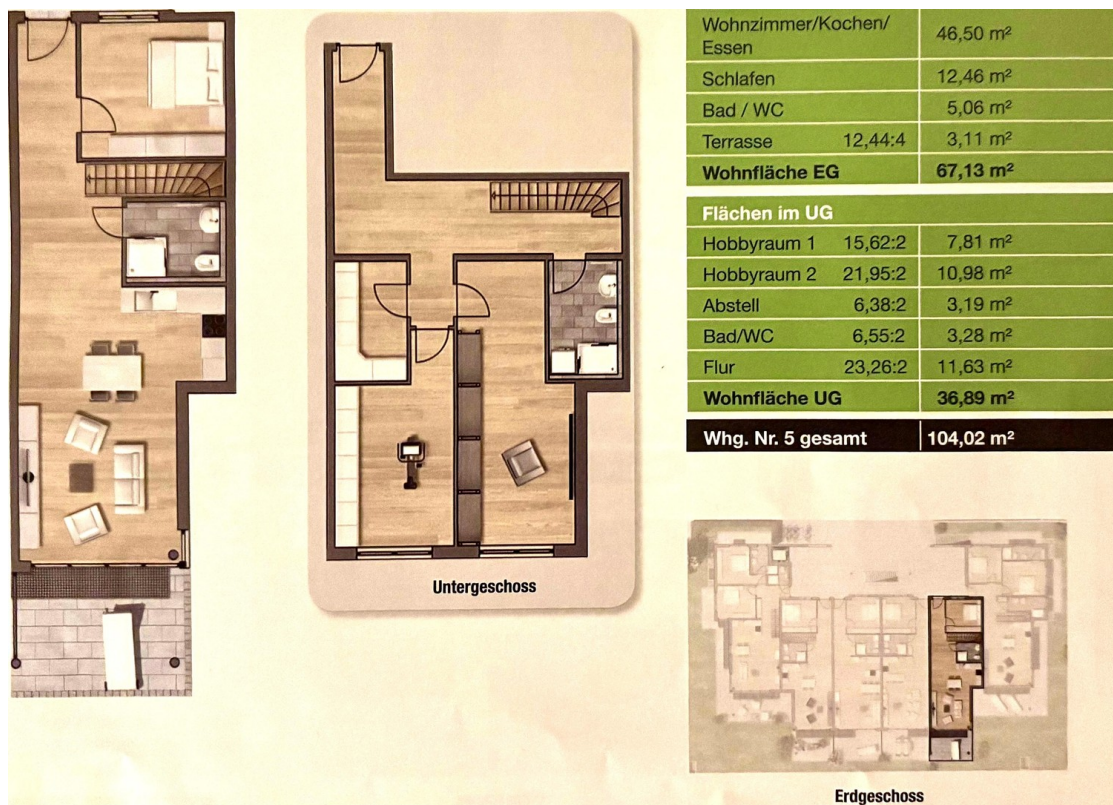 Wohnzimmer/Kochen/ 46,50 m²
Essen
Schlafen 12,46 m²
Bad / WC 5,06 m²
Terrasse 12,44:4 3,11 m²
Wohnfläche EG 67,13 m²
Flächen im UG
Hobbyraum 1 15,62:2 7,81 m²
Hobbyraum 2 21,95:2 10,98 m²
Abstell 6,38:2 3,19 m²
Bad/WC 6,55:2 3,28 m²
Flur 23,26:2 11,63 m²
Wohnfläche UG 36,89 m²
Whg. Nr. 5 gesamt 104,02 m²
Untergeschoss
Erdgeschoss